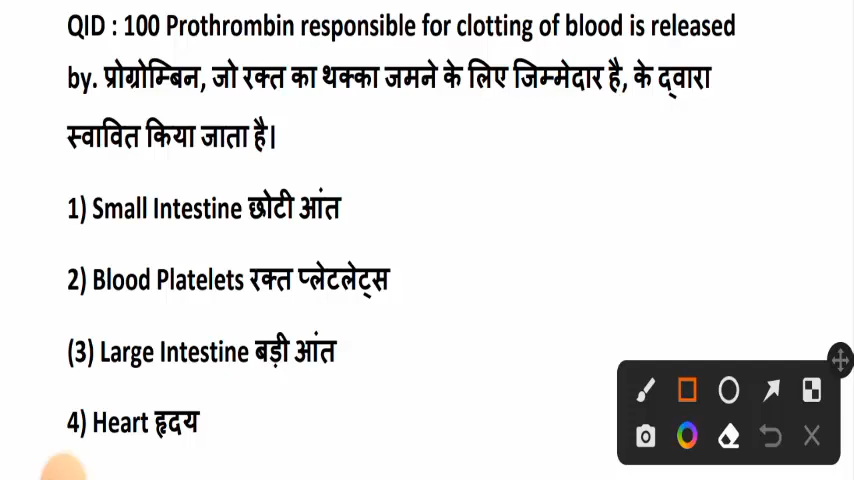 QID : 100 Prothrombin responsible for clotting of blood is released
by. प्रोग्रोम्बिन, जो रक्त का थक्का जमने के लिए जिम्मेदार है, के द्वारा
स्वावित किया जाता है।
1) Small Intestine छोटी आंत
2) Blood Platelets रक्त प्लेटलेट्स
(3) Large Intestine बड़ी आंत
4) Heart हृदय